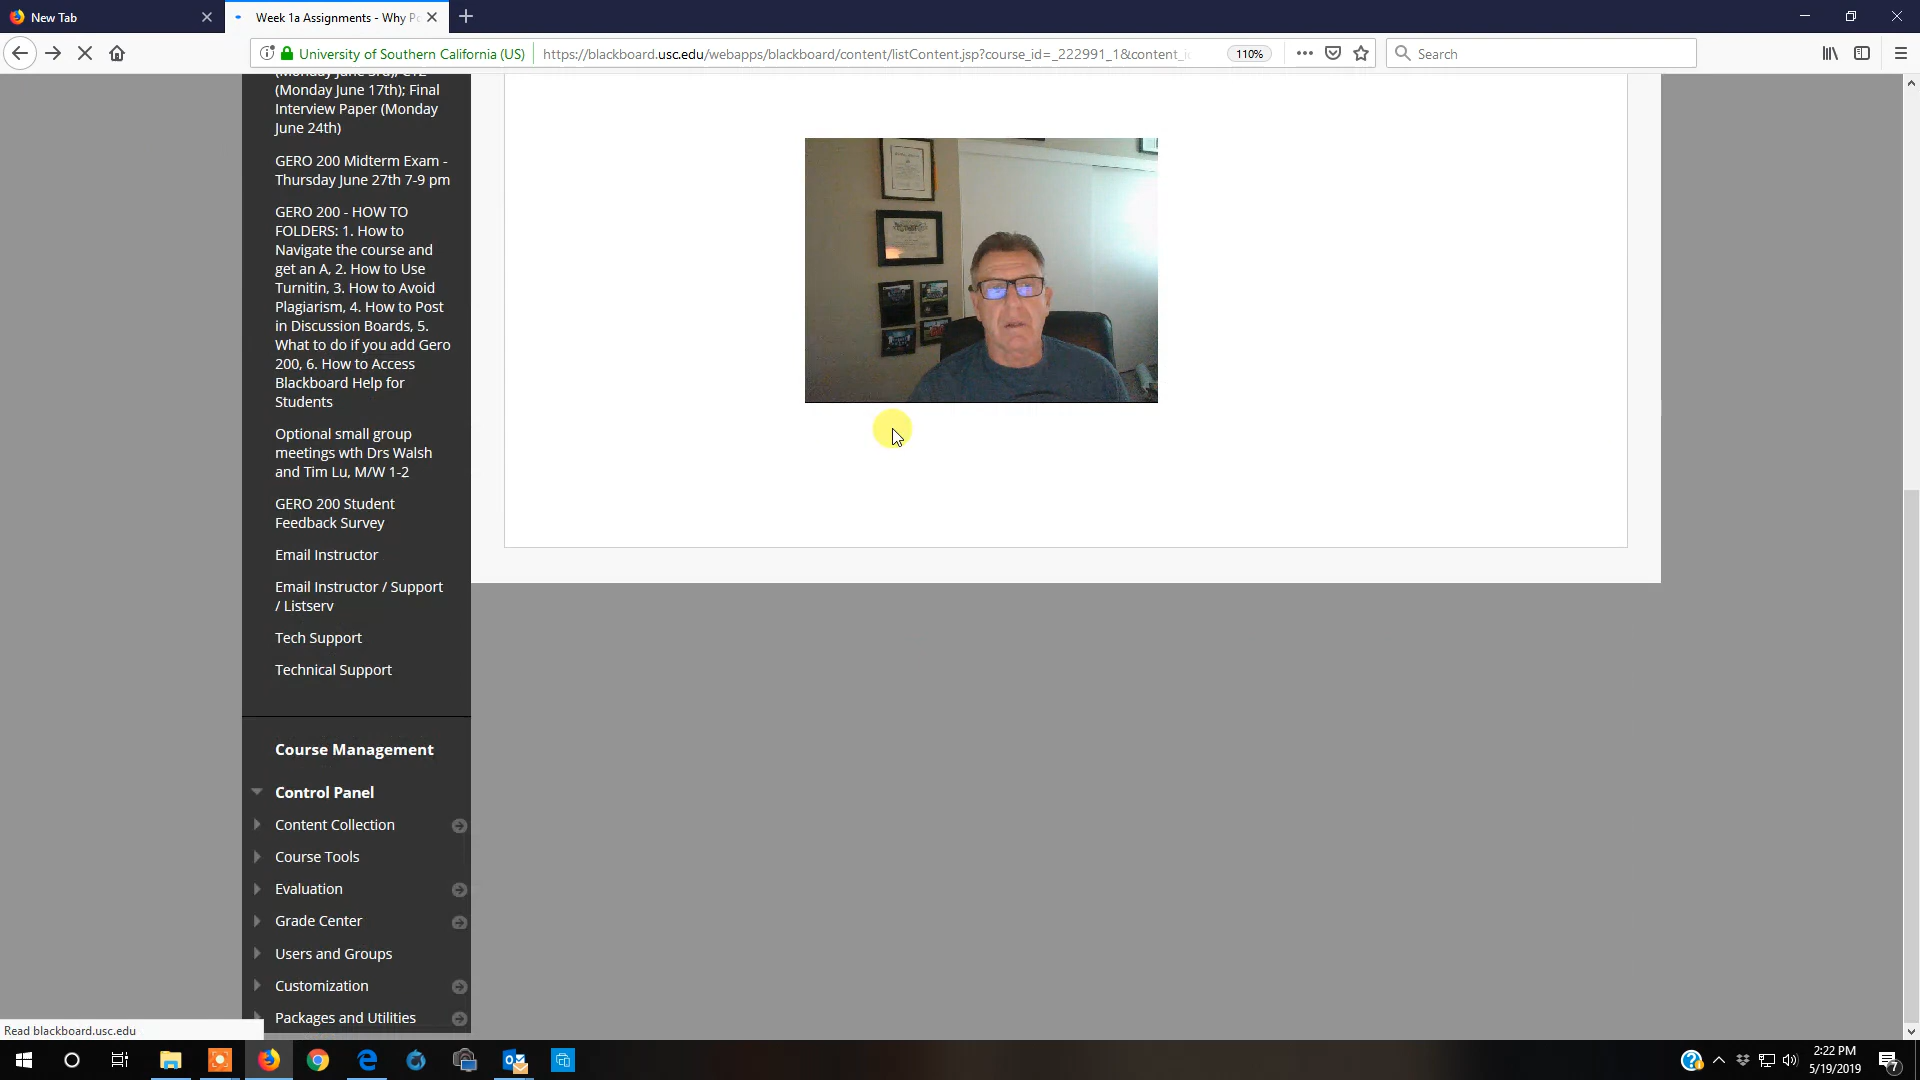 New Tab
Week 1a Assignments - Why Po
University of Southern California (US)
https://blackboard.usc.edu/webapps/blackboard/content/listContent.jsp?course_id=_222991_1&content_i
110%
Search
(Monday June 17th); Final
Interview Paper (Monday
June 24th)
GERO 200 Midterm Exam -
Thursday June 27th 7-9 pm
GERO 200 - HOW TO
FOLDERS: 1. How to
Navigate the course and
get an A, 2. How to Use
Turnitin, 3. How to Avoid
Plagiarism, 4. How to Post
in Discussion Boards, 5.
What to do if you add Gero
200, 6. How to Access
Blackboard Help for
Students
Optional small group
meetings wth Drs Walsh
and Tim Lu, M/W 1-2
GERO 200 Student
Feedback Survey
Email Instructor
Email Instructor / Support
/ Listserv
Tech Support
Technical Support
Course Management
Control Panel
Content Collection
Course Tools
Evaluation
Grade Center
Users and Groups
Customization
Packages and Utilities
Read blackboard.usc.edu
2:22 PM
5/19/2019
7